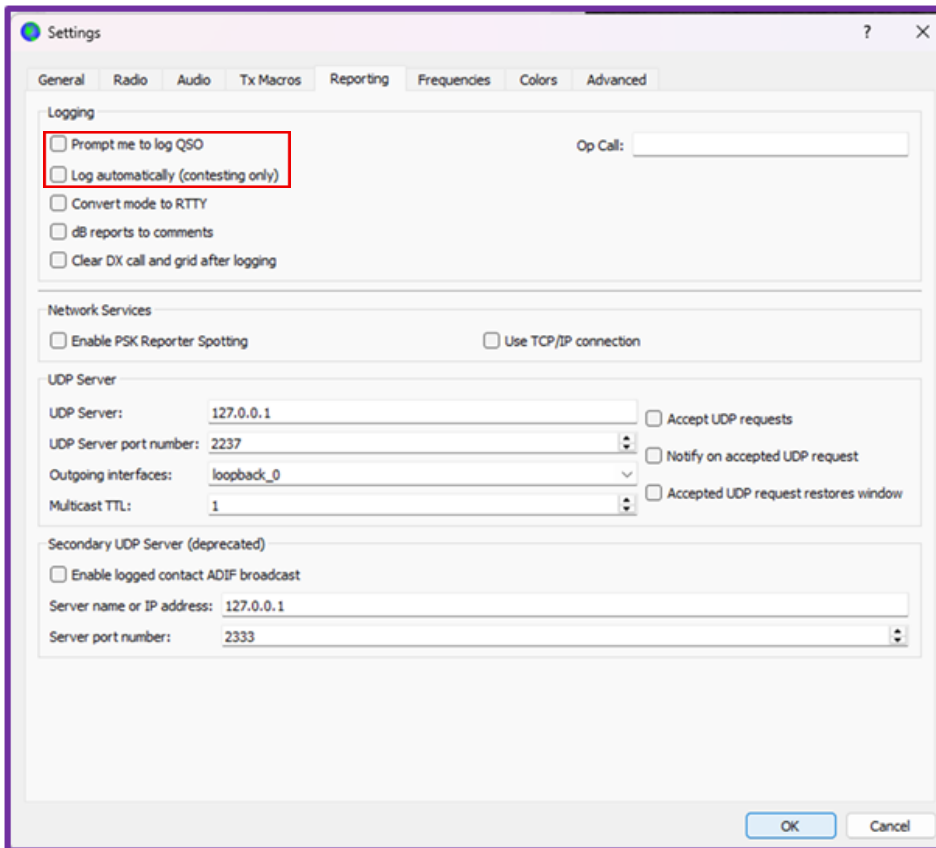 Settings ?
General Radio Audio Tx Macros Reporting Frequencies Colors Advanced
Logging
Prompt me to log QSO Op Call:
Log automatically (contesting only)
Convert mode to RTTY
dB reports to comments
Clear DX call and grid after logging
Network Services
Enable PSK Reporter Spotting Use TCP/IP connection
UDP Server
UDP Server: 127.0.0.1 Accept UDP requests
UDP Server port number: 2237
Notify on accepted UDP request
Outgoing interfaces: loopback_0
Accepted UDP request restores window
Multicast TTL: 1
Secondary UDP Server (deprecated)
Enable logged contact ADIF broadcast
Server name or IP address: 127.0.0.1
Server port number: 2333
OK Cancel